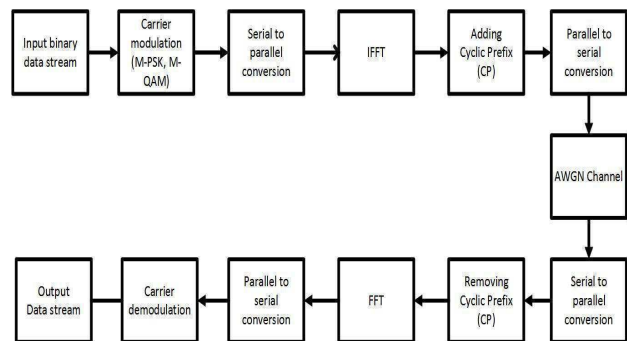 Input binary
data stream
Carrier
modulation
(M-PSK, M-
QAM)
Serial to
parallel
conversion
IFFT
Adding
Cyclic Prefix
(CP)
Parallel to
serial
conversion
AWGN Channel
Output
Data stream
Carrier
demodulation
Parallel to
serial
conversion
FFT
Removing
Cyclic Prefix
(CP)
Serial to
parallel
conversion